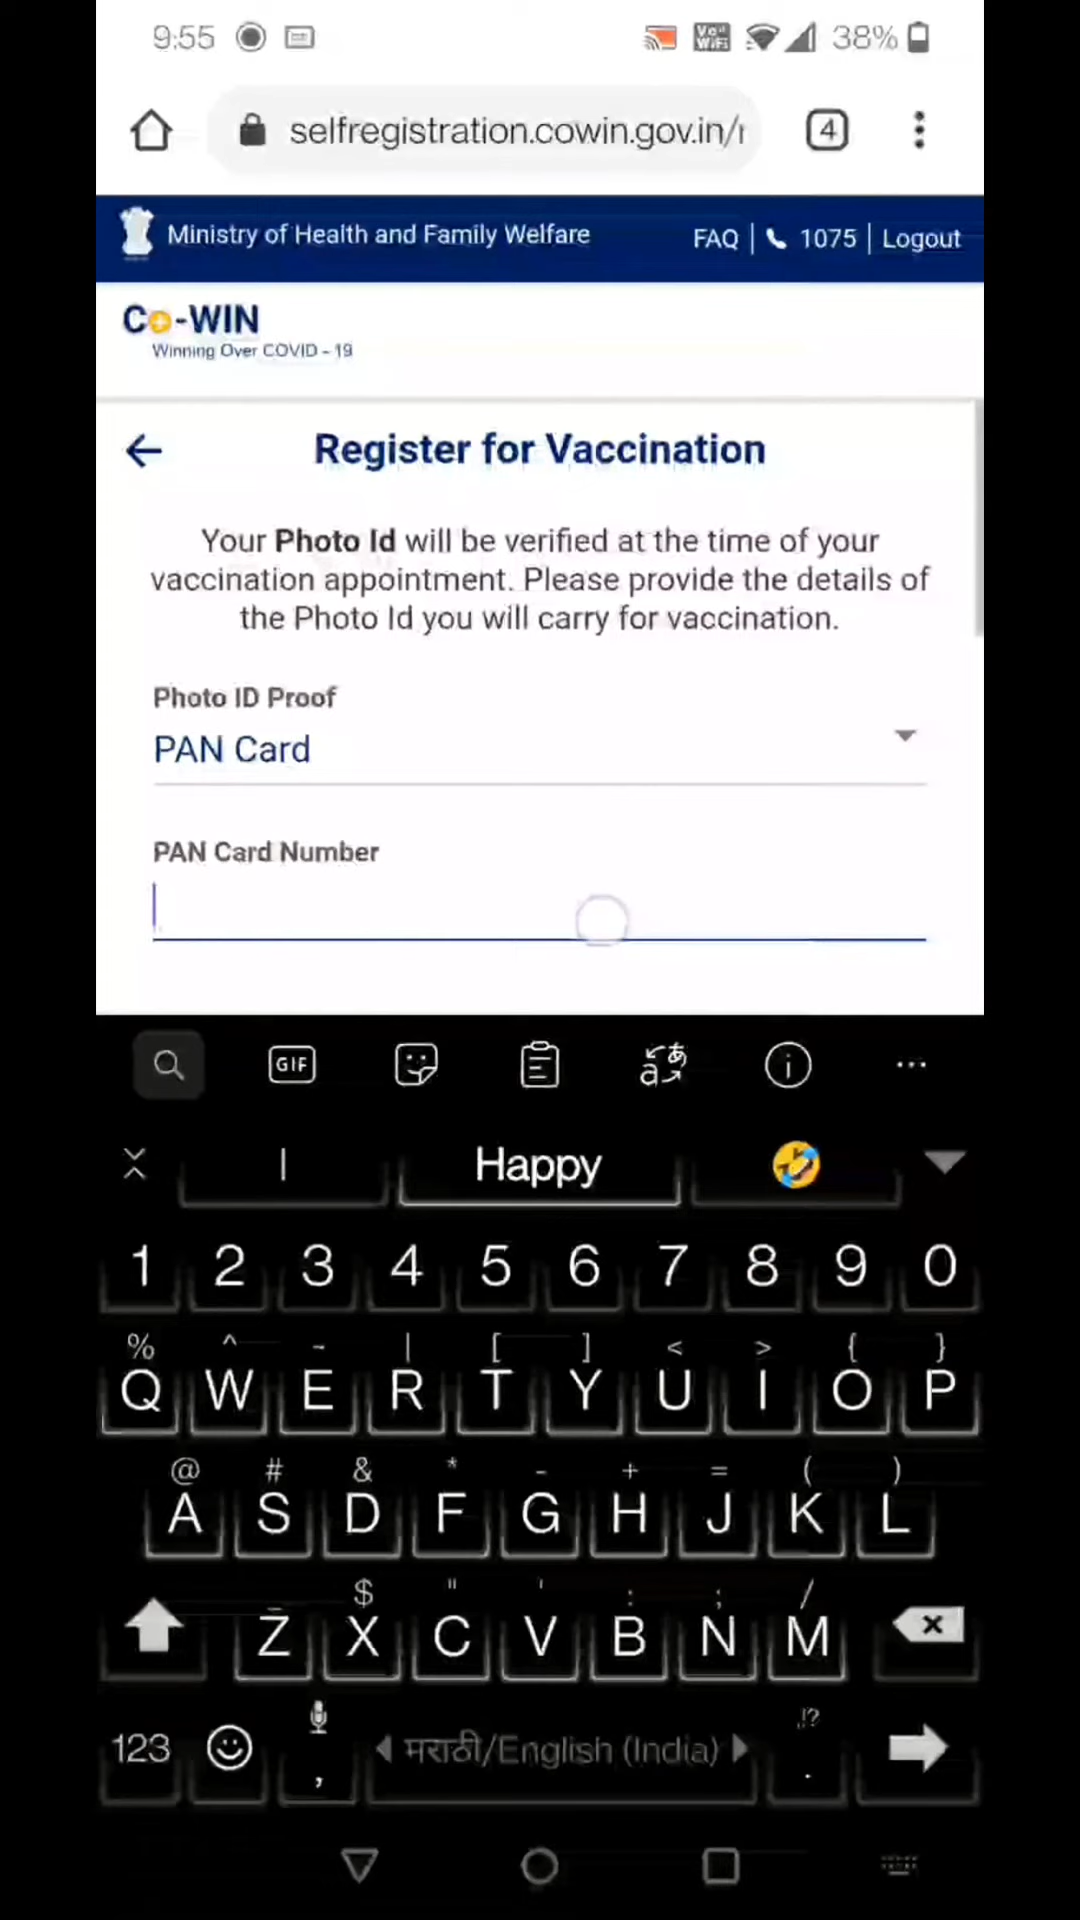 9:55 Vo WiFi 38%
selfregistration.cowin.gov.in/r 4
Ministry of Health and Family Welfare FAQ | 1075 | Logout
Co-WIN
Winning Over COVID - 19
Register for Vaccination
Your Photo Id will be verified at the time of your
vaccination appointment. Please provide the details of
the Photo Id you will carry for vaccination.
Photo ID Proof
PAN Card
PAN Card Number
GIF
I Happy 🤣
1 2 3 4 5 6 7 8 9 0
% ^ ~ | [ ] < > { }
Q W E R T Y U I O P
@ # & * - + = ( )
A S D F G H J K L
_ $ " ' : ; /
Z X C V B N M
123 , मराठी/English (India) ,!? .